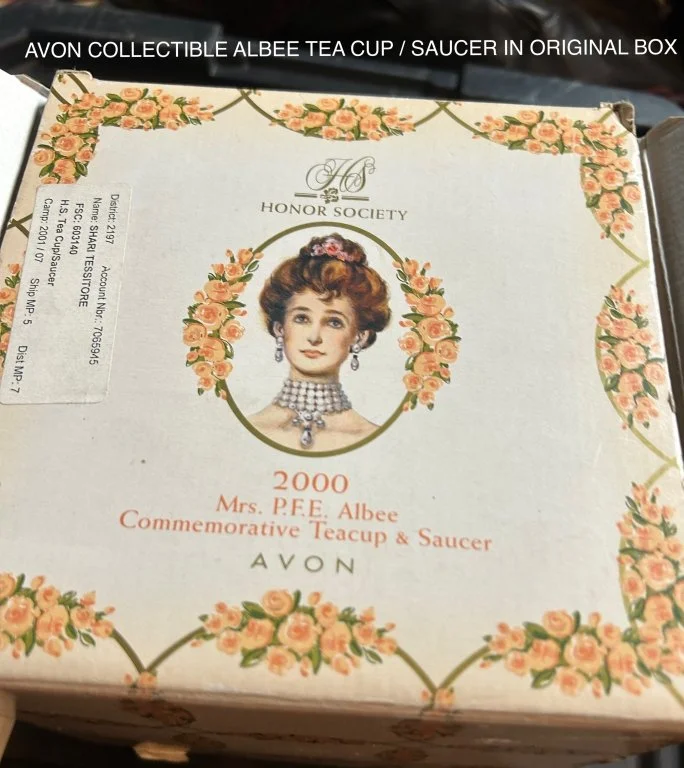 AVON COLLECTIBLE ALBEE TEA CUP / SAUCER IN ORIGINAL BOX
HS
HONOR SOCIETY
2000
Mrs. P.F.E. Albee
Commemorative Teacup & Saucer
AVON
District: 2197 Account Nbr.: 7065945
Name: SHARI TESSITORE
FSC: 603140
H.S. Tea Cup/Saucer
Camp: 2001 / 07 Ship MP: 5 Dist MP: 7